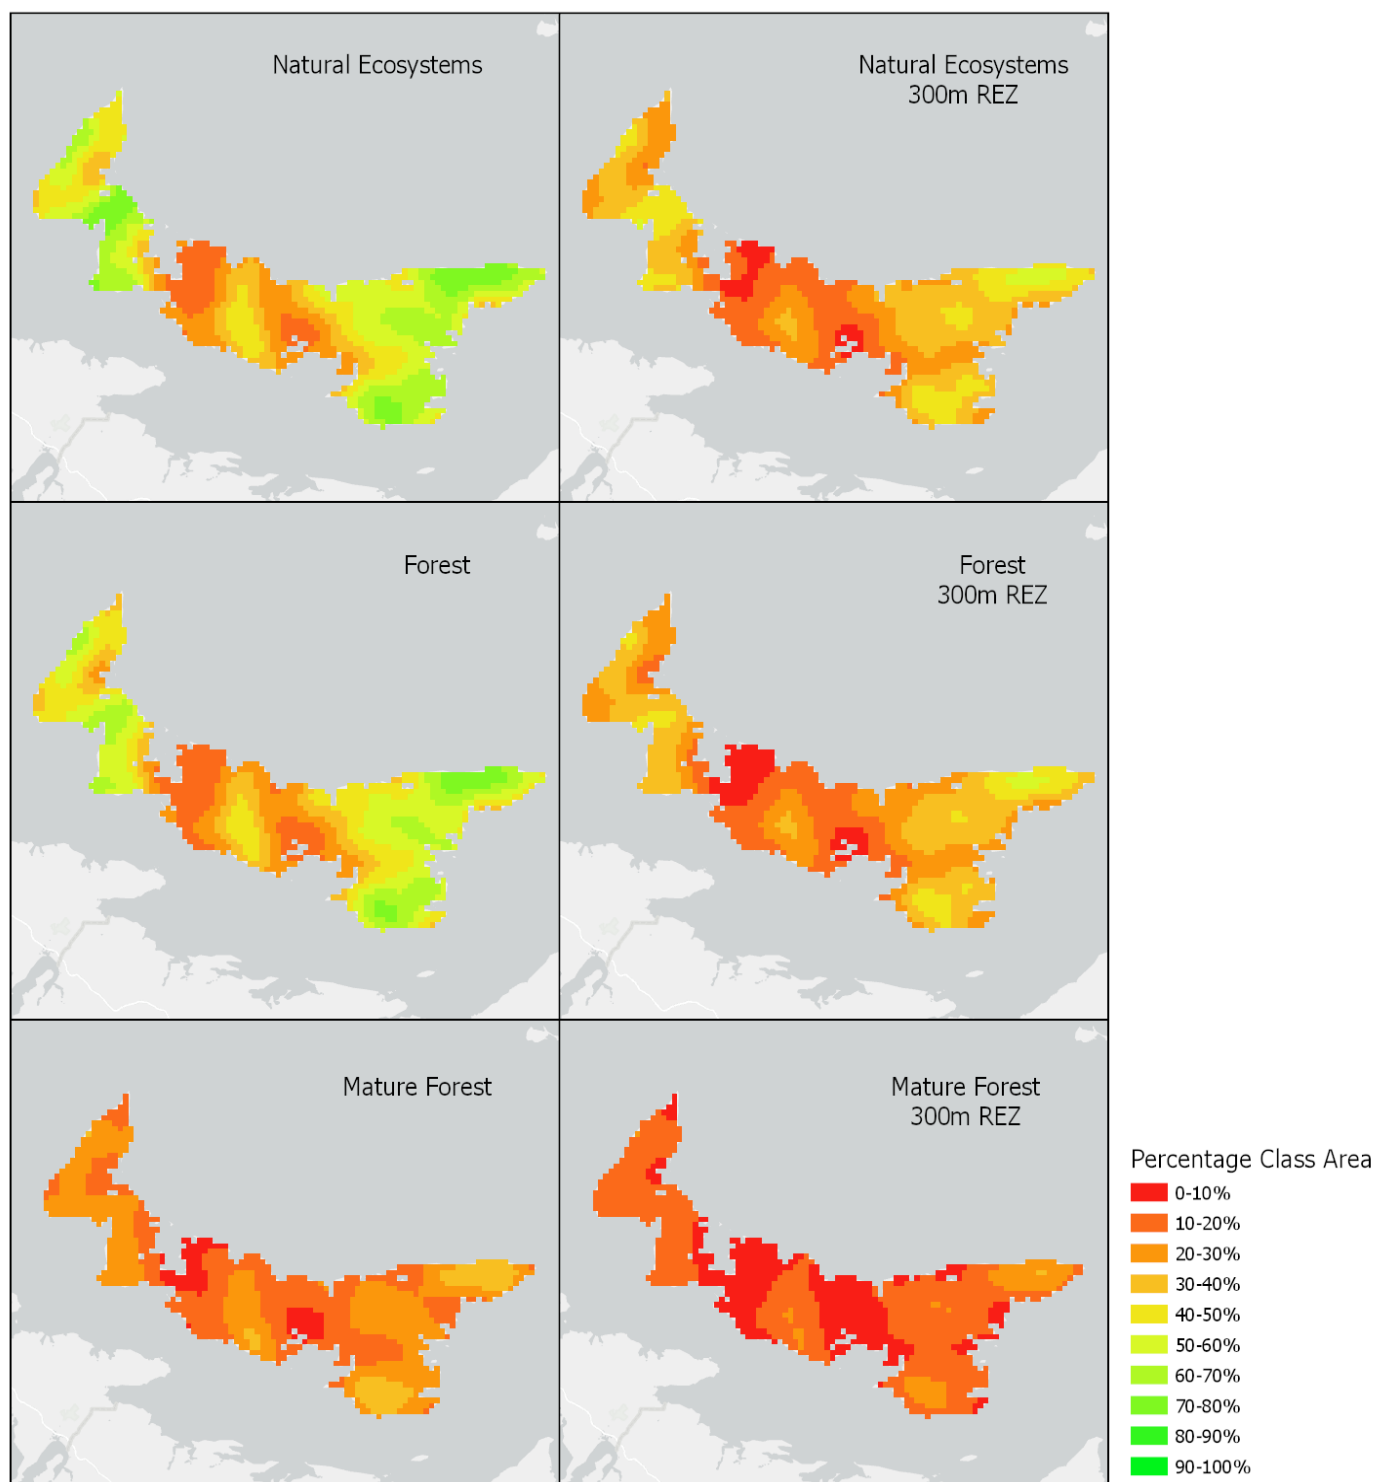 Natural Ecosystems
Natural Ecosystems
300m REZ
Forest
Forest
300m REZ
Mature Forest
Mature Forest
300m REZ
Percentage Class Area
0-10%
10-20%
20-30%
30-40%
40-50%
50-60%
60-70%
70-80%
80-90%
90-100%